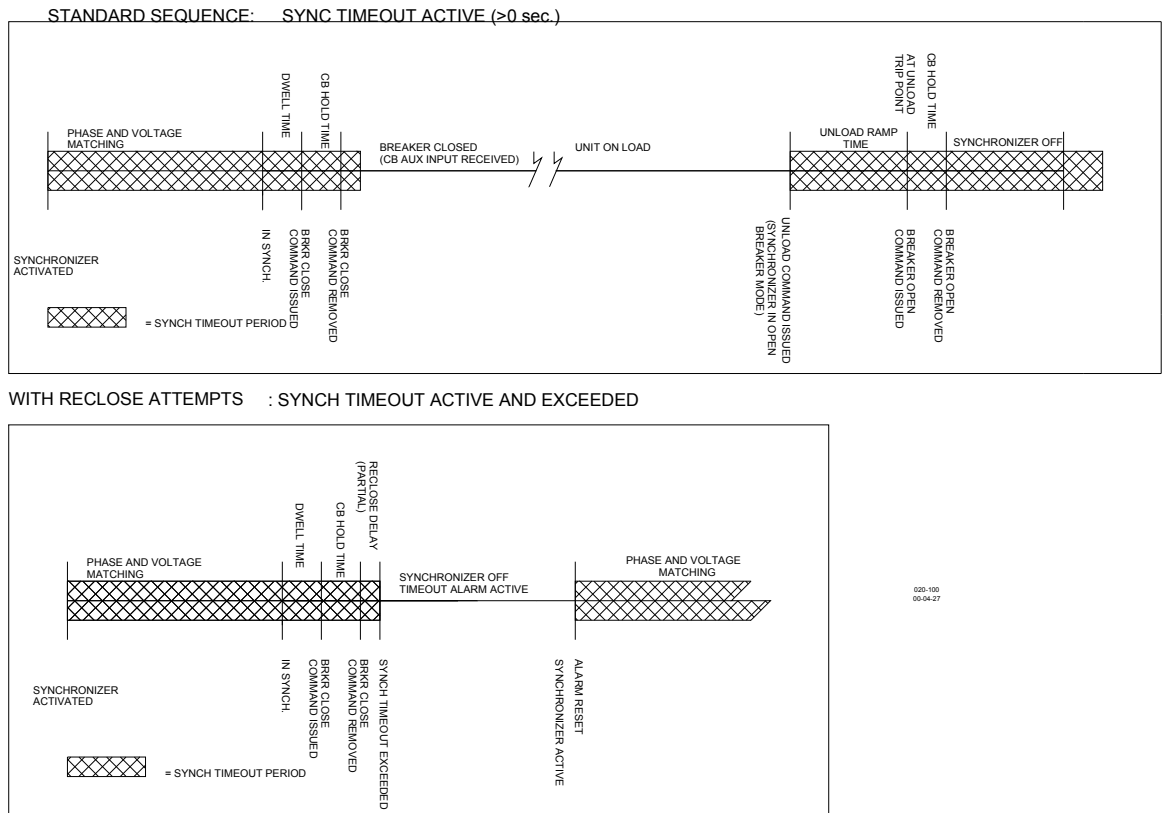 STANDARD SEQUENCE: SYNC TIMEOUT ACTIVE (>0 sec.)
DWELL TIME
CB HOLD TIME
AT UNLOAD
TRIP POINT
CB HOLD TIME
PHASE AND VOLTAGE
MATCHING
BREAKER CLOSED
(CB AUX INPUT RECEIVED)
UNIT ON LOAD
UNLOAD RAMP
TIME
SYNCHRONIZER OFF
SYNCHRONIZER
ACTIVATED
IN SYNCH.
BRKR CLOSE
COMMAND ISSUED
BRKR CLOSE
COMMAND REMOVED
UNLOAD COMMAND ISSUED
(SYNCHRONIZER IN OPEN
BREAKER MODE)
BREAKER OPEN
COMMAND ISSUED
BREAKER OPEN
COMMAND REMOVED
= SYNCH TIMEOUT PERIOD
WITH RECLOSE ATTEMPTS : SYNCH TIMEOUT ACTIVE AND EXCEEDED
DWELL TIME
CB HOLD TIME
RECLOSE DELAY
(PARTIAL)
PHASE AND VOLTAGE
MATCHING
SYNCHRONIZER OFF
TIMEOUT ALARM ACTIVE
PHASE AND VOLTAGE
MATCHING
020-100
00-04-27
SYNCHRONIZER
ACTIVATED
IN SYNCH.
BRKR CLOSE
COMMAND ISSUED
BRKR CLOSE
COMMAND REMOVED
SYNCH TIMEOUT EXCEEDED
ALARM RESET
SYNCHRONIZER ACTIVE
= SYNCH TIMEOUT PERIOD